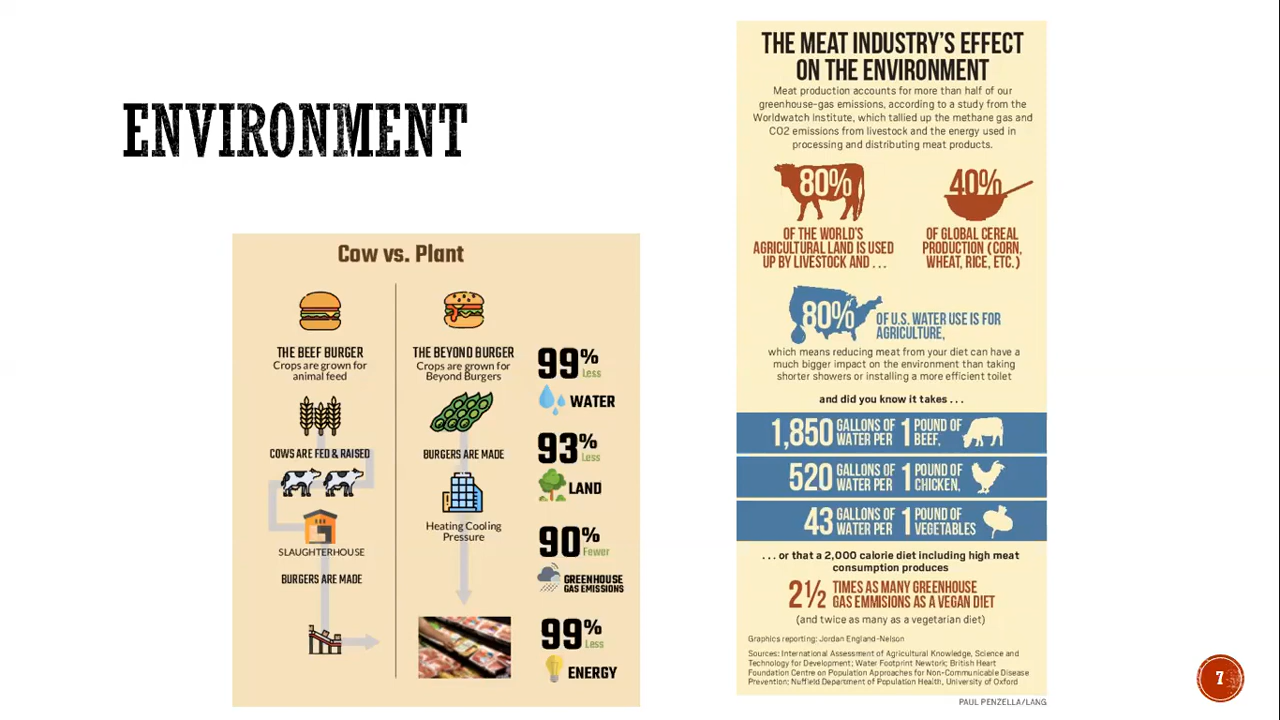 ENVIRONMENT
Cow vs. Plant
THE BEEF BURGER
Crops are grown for
animal feed
COWS ARE FED & RAISED
SLAUGHTERHOUSE
BURGERS ARE MADE
THE BEYOND BURGER
Crops are grown for
Beyond Burgers
BURGERS ARE MADE
Heating Cooling
Pressure
99%
Less
WATER
93%
Less
LAND
90%
Fewer
GREENHOUSE
GAS EMISSIONS
99%
Less
ENERGY
THE MEAT INDUSTRY'S EFFECT
ON THE ENVIRONMENT
Meat production accounts for more than half of our
greenhouse-gas emissions, according to a study from the
Worldwatch Institute, which tallied up the methane gas and
CO2 emissions from livestock and the energy used in
processing and distributing meat products.
80%
OF THE WORLD'S
AGRICULTURAL LAND IS USED
UP BY LIVESTOCK AND . . .
40%
OF GLOBAL CEREAL
PRODUCTION (CORN,
WHEAT, RICE, ETC.)
80%
OF U.S. WATER USE IS FOR
AGRICULTURE,
which means reducing meat from your diet can have a
much bigger impact on the environment than taking
shorter showers or installing a more efficient toilet
and did you know it takes . . .
1,850 GALLONS OF
WATER PER 1 POUND OF
BEEF,
520 GALLONS OF
WATER PER 1 POUND OF
CHICKEN,
43 GALLONS OF
WATER PER 1 POUND OF
VEGETABLES
. . . or that a 2,000 calorie diet including high meat
consumption produces
2½ TIMES AS MANY GREENHOUSE
GAS EMMISIONS AS A VEGAN DIET
(and twice as many as a vegetarian diet)
Graphics reporting: Jordan England-Nelson
Sources: International Assessment of Agricultural Knowledge, Science and
Technology for Development; Water Footprint Newtork; British Heart
Foundation Centre on Population Approaches for Non-Communicable Disease
Prevention; Nuffield Department of Population Health, University of Oxford
PAUL PENZELLA/LANG
7